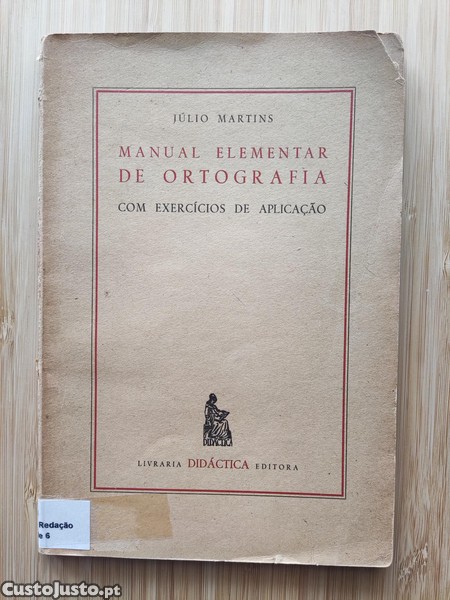 JÚLIO MARTINS
MANUAL ELEMENTAR
DE ORTOGRAFIA
COM EXERCÍCIOS DE APLICAÇÃO
DIDÁCTICA
LIVRARIA DIDÁCTICA EDITORA
Redação
e 6
CustoJusto.pt